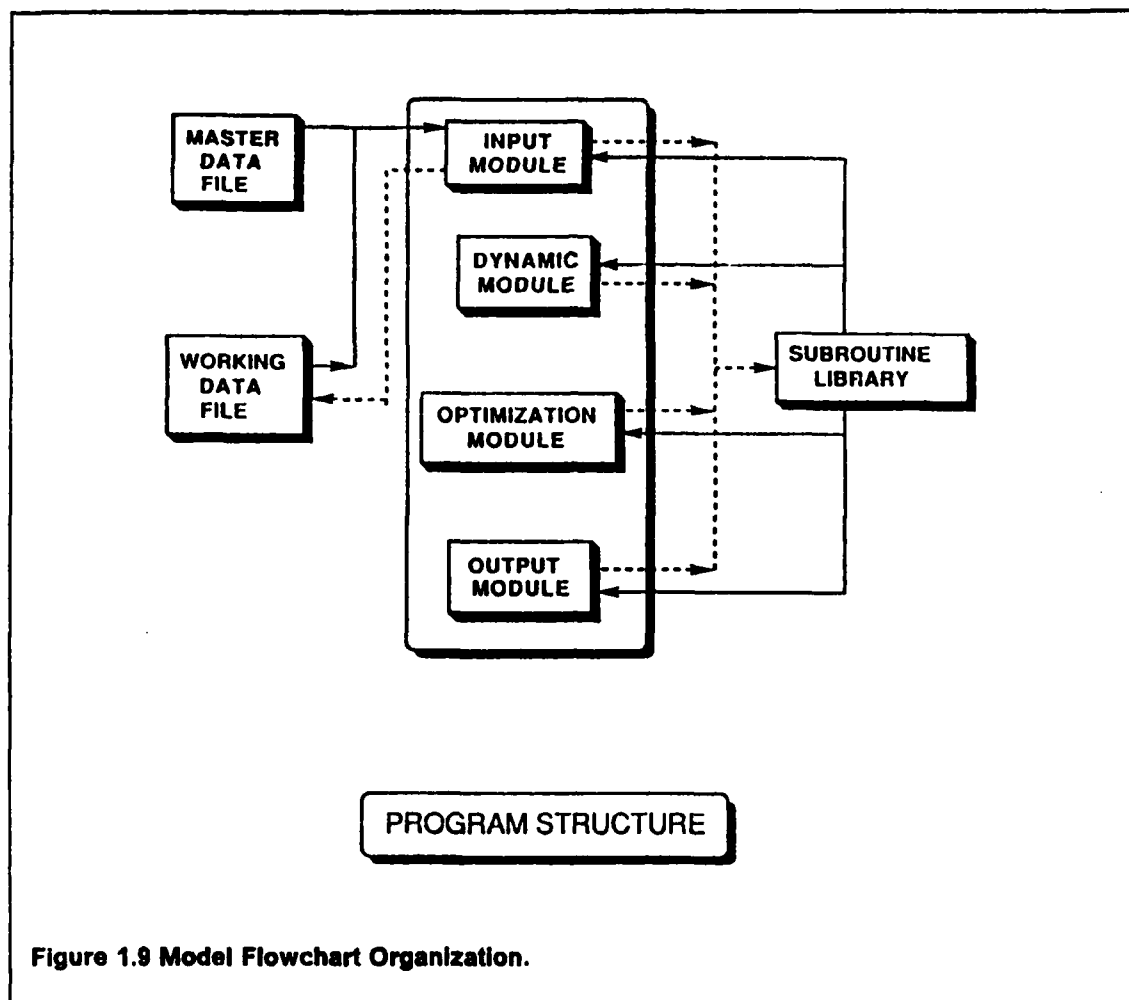 MASTER
DATA
FILE
INPUT
MODULE
DYNAMIC
MODULE
WORKING
DATA
FILE
SUBROUTINE
LIBRARY
OPTIMIZATION
MODULE
OUTPUT
MODULE
PROGRAM STRUCTURE
Figure 1.9 Model Flowchart Organization.